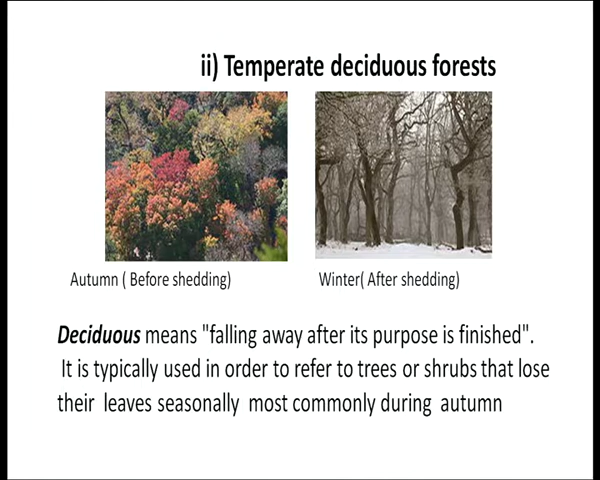 ii) Temperate deciduous forests
Autumn ( Before shedding)
Winter( After shedding)
Deciduous means "falling away after its purpose is finished".
It is typically used in order to refer to trees or shrubs that lose
their leaves seasonally most commonly during autumn